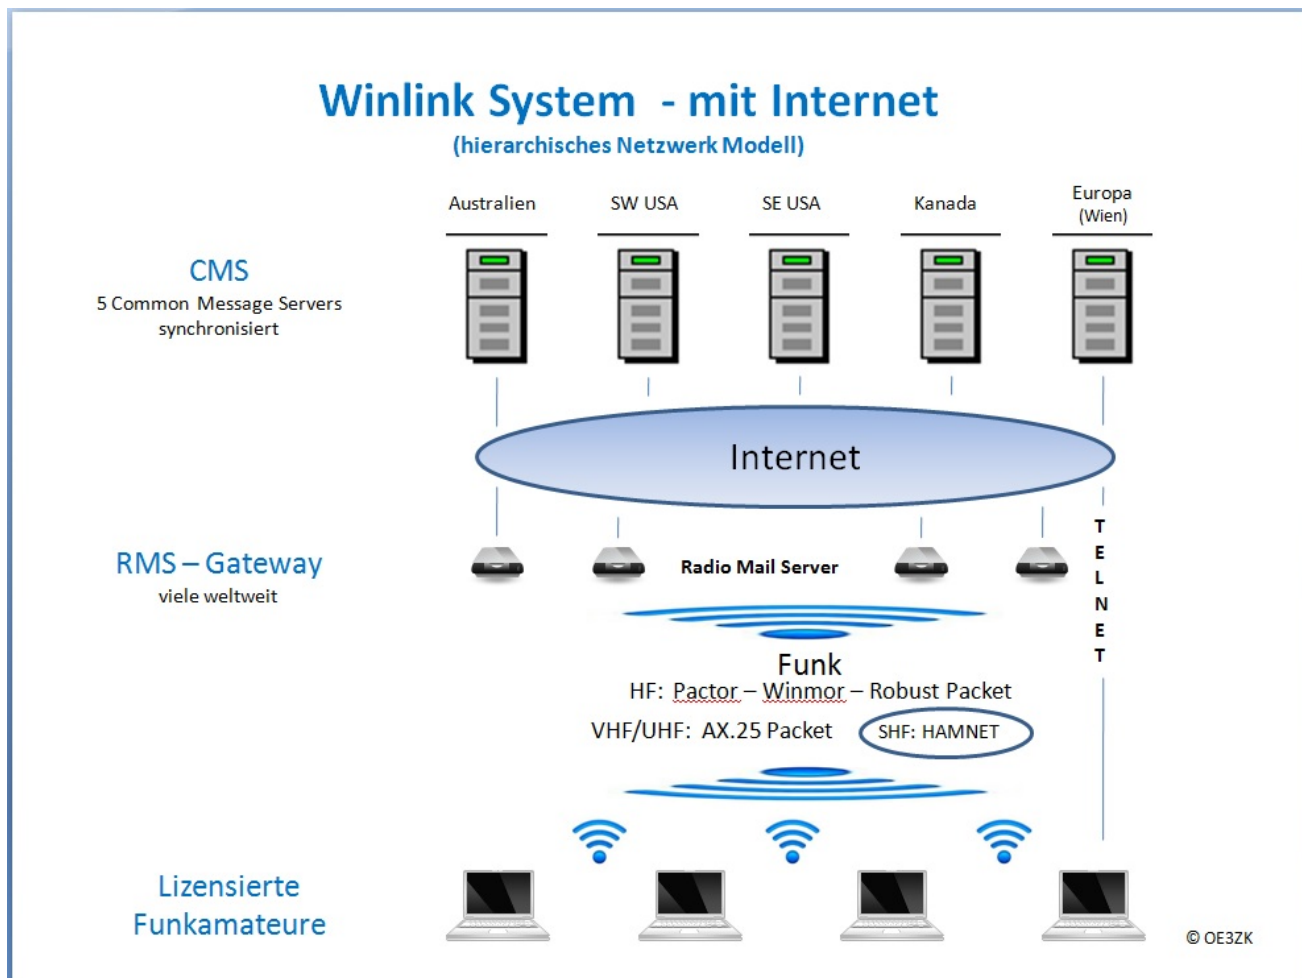 Winlink System - mit Internet
(hierarchisches Netzwerk Modell)
Australien
SW USA
SE USA
Kanada
Europa
(Wien)
CMS
5 Common Message Servers
synchronisiert
Internet
RMS – Gateway
viele weltweit
Radio Mail Server
TELNET
Funk
HF: Pactor – Winmor – Robust Packet
VHF/UHF: AX.25 Packet
SHF: HAMNET
Lizensierte
Funkamateure
© OE3ZK